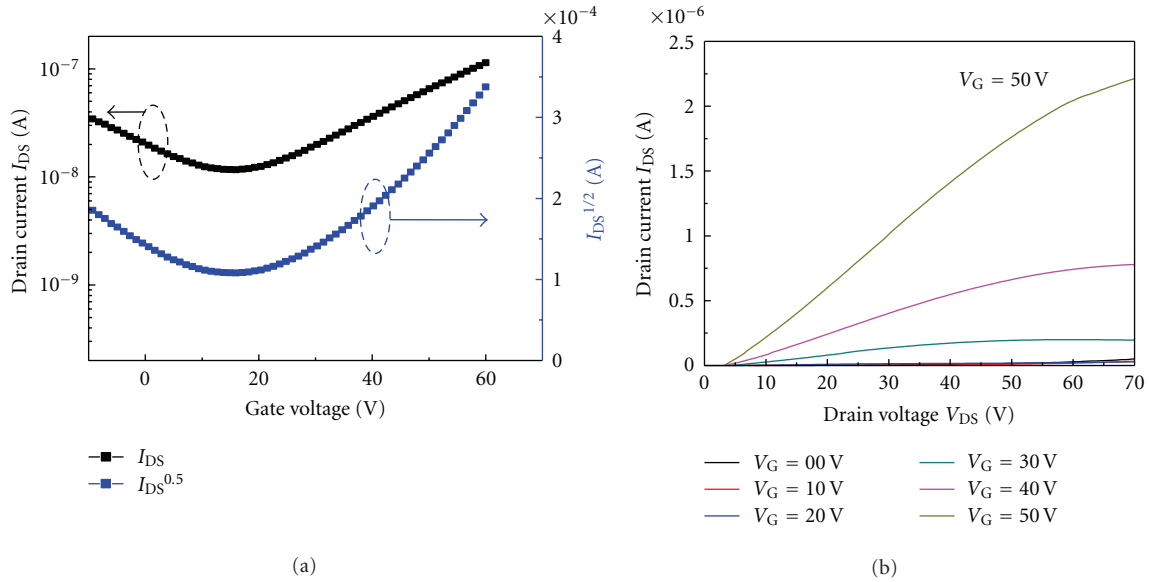 ×10⁻⁴
4
3
2
1
0
10⁻⁷
10⁻⁸
10⁻⁹
Drain current I_DS (A)
I_DS^1/2 (A)
0 20 40 60
Gate voltage (V)
I_DS
I_DS^0.5
(a)
×10⁻⁶
2.5
2
1.5
1
0.5
0
Drain current I_DS (A)
V_G = 50 V
0 10 20 30 40 50 60 70
Drain voltage V_DS (V)
V_G = 00 V
V_G = 10 V
V_G = 20 V
V_G = 30 V
V_G = 40 V
V_G = 50 V
(b)